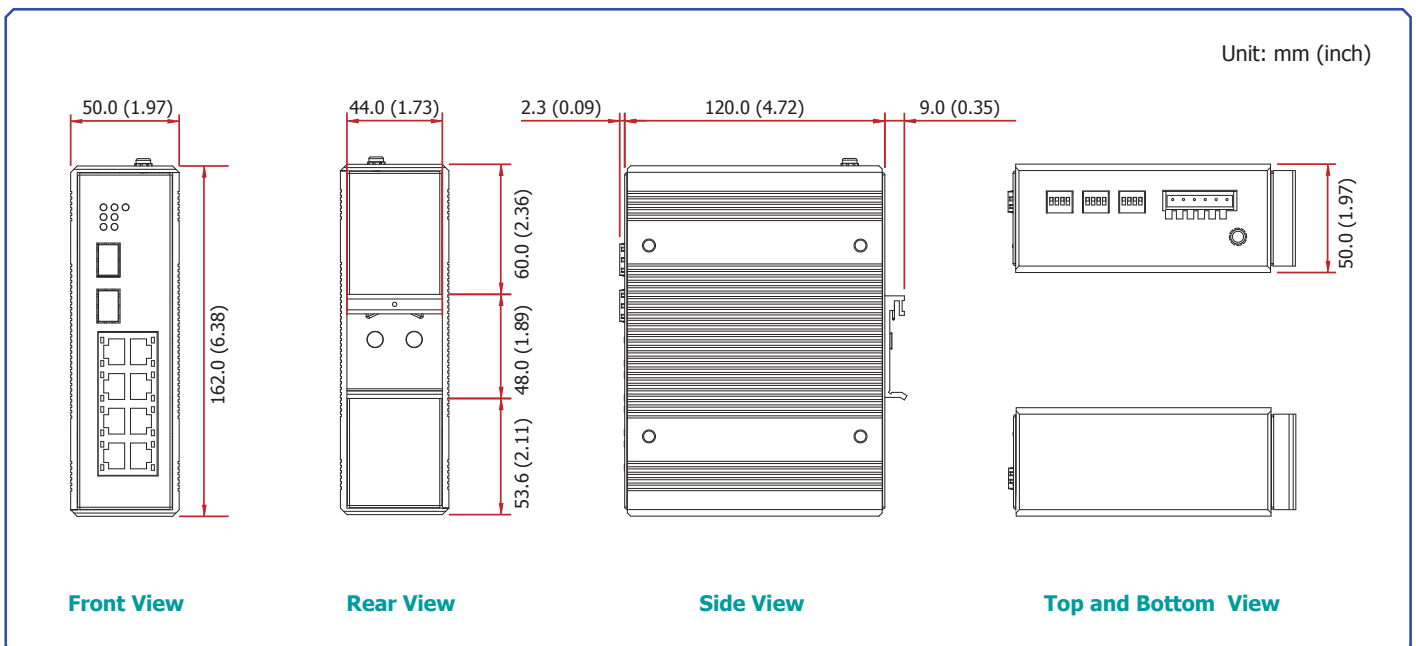 Unit: mm (inch)
50.0 (1.97)
44.0 (1.73)
2.3 (0.09)
120.0 (4.72)
9.0 (0.35)
162.0 (6.38)
60.0 (2.36)
48.0 (1.89)
53.6 (2.11)
50.0 (1.97)
Front View
Rear View
Side View
Top and Bottom View